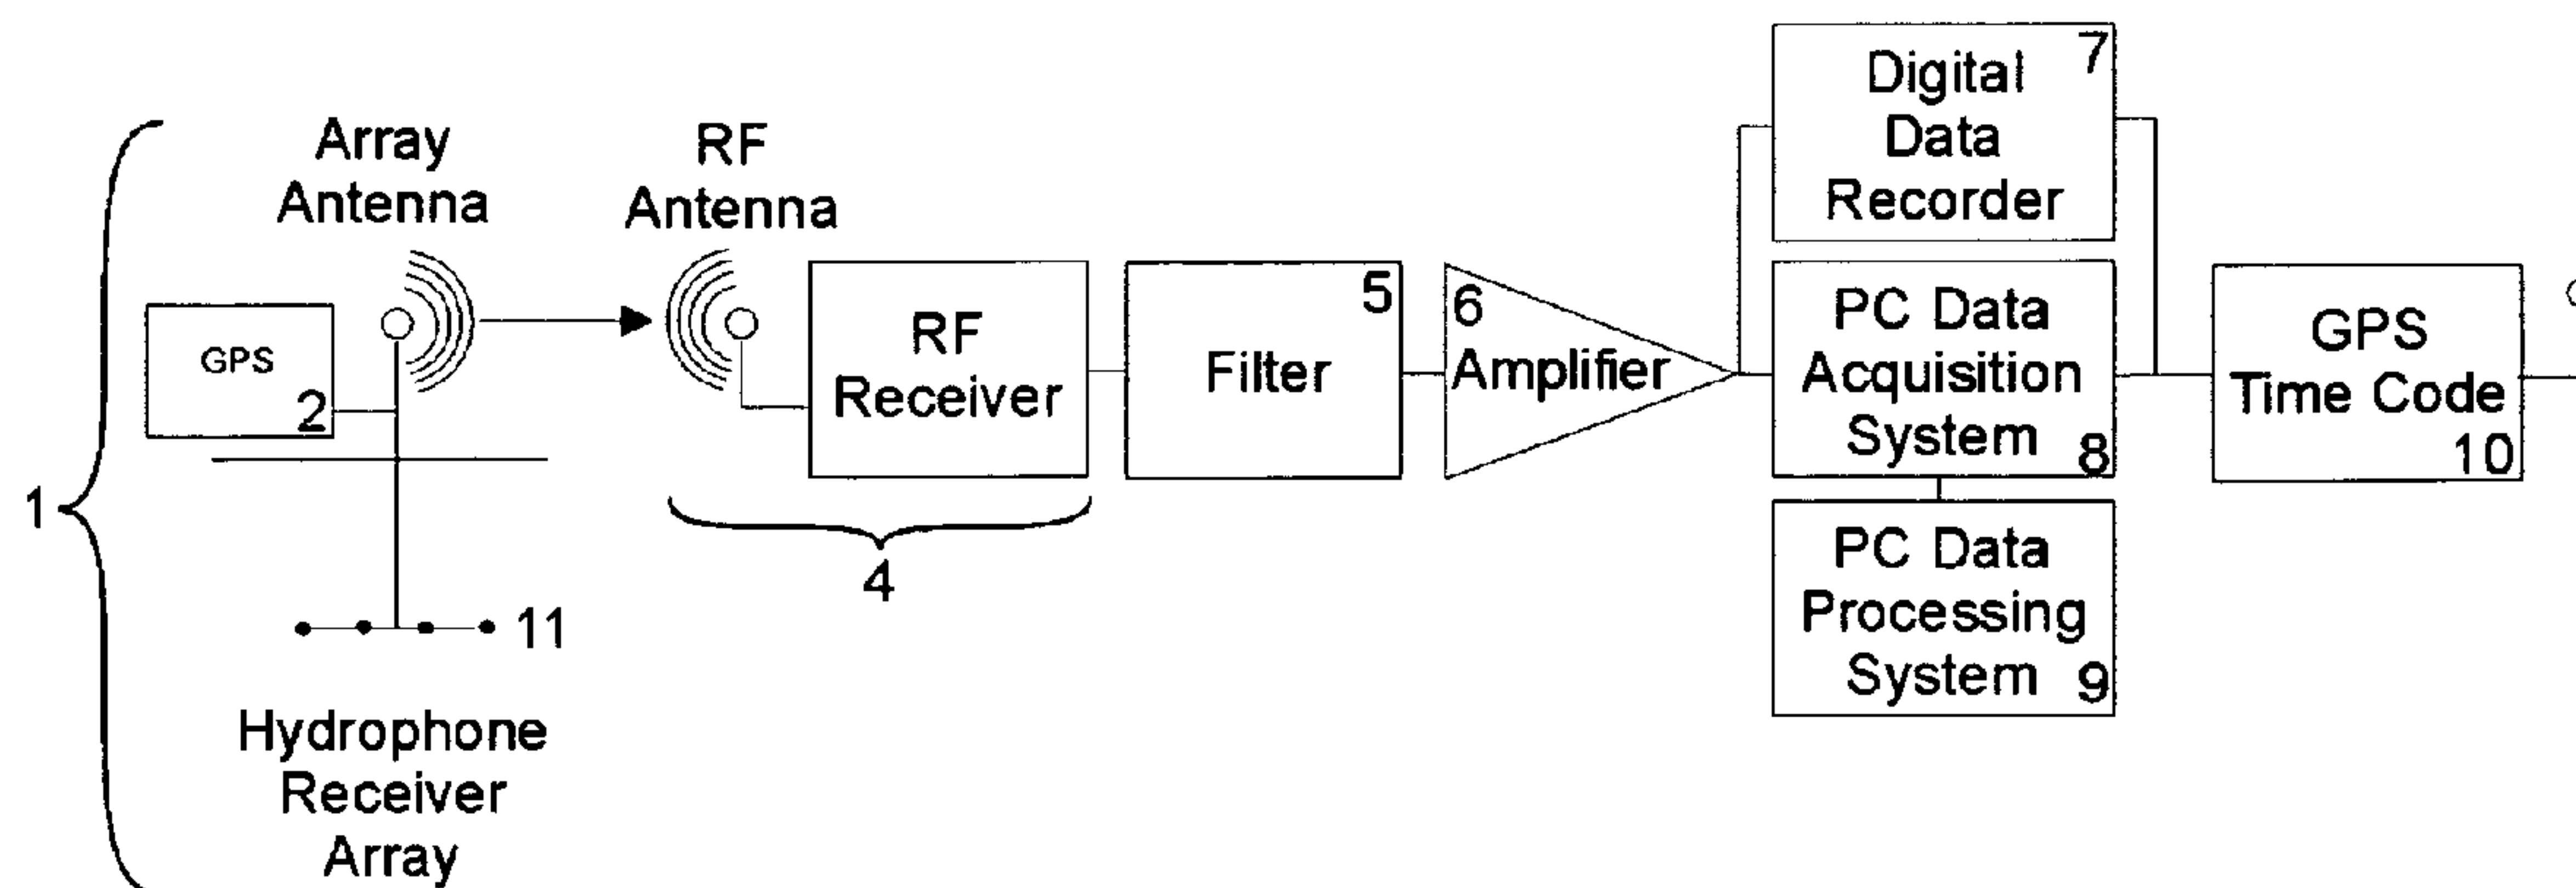 1
Array
Antenna
GPS
2
11
Hydrophone
Receiver
Array
RF
Antenna
RF
Receiver
4
5
Filter
6
Amplifier
7
Digital
Data
Recorder
PC Data
Acquisition
System
8
PC Data
Processing
System
9
GPS
Time Code
10